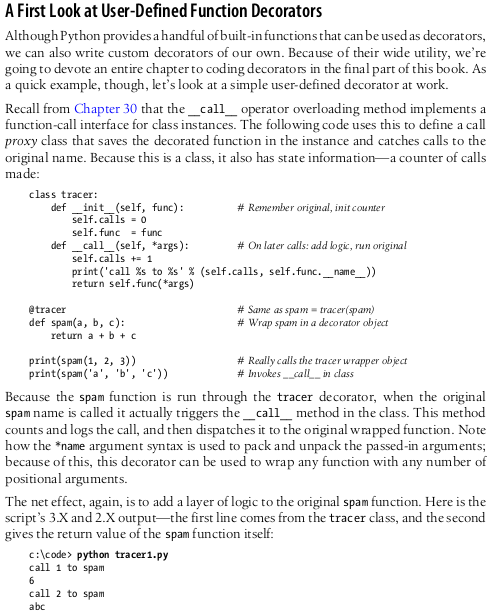 A First Look at User-Defined Function Decorators
Although Python provides a handful of built-in functions that can be used as decorators,
we can also write custom decorators of our own. Because of their wide utility, we're
going to devote an entire chapter to coding decorators in the final part of this book. As
a quick example, though, let's look at a simple user-defined decorator at work.
Recall from Chapter 30 that the __call__ operator overloading method implements a
function-call interface for class instances. The following code uses this to define a call
proxy class that saves the decorated function in the instance and catches calls to the
original name. Because this is a class, it also has state information—a counter of calls
made:
class tracer:
    def __init__(self, func):          # Remember original, init counter
        self.calls = 0
        self.func  = func
    def __call__(self, *args):         # On later calls: add logic, run original
        self.calls += 1
        print('call %s to %s' % (self.calls, self.func.__name__))
        return self.func(*args)
@tracer                                # Same as spam = tracer(spam)
def spam(a, b, c):                     # Wrap spam in a decorator object
    return a + b + c
print(spam(1, 2, 3))                   # Really calls the tracer wrapper object
print(spam('a', 'b', 'c'))             # Invokes __call__ in class
Because the spam function is run through the tracer decorator, when the original
spam name is called it actually triggers the __call__ method in the class. This method
counts and logs the call, and then dispatches it to the original wrapped function. Note
how the *name argument syntax is used to pack and unpack the passed-in arguments;
because of this, this decorator can be used to wrap any function with any number of
positional arguments.
The net effect, again, is to add a layer of logic to the original spam function. Here is the
script's 3.X and 2.X output—the first line comes from the tracer class, and the second
gives the return value of the spam function itself:
c:\code> python tracer1.py
call 1 to spam
6
call 2 to spam
abc